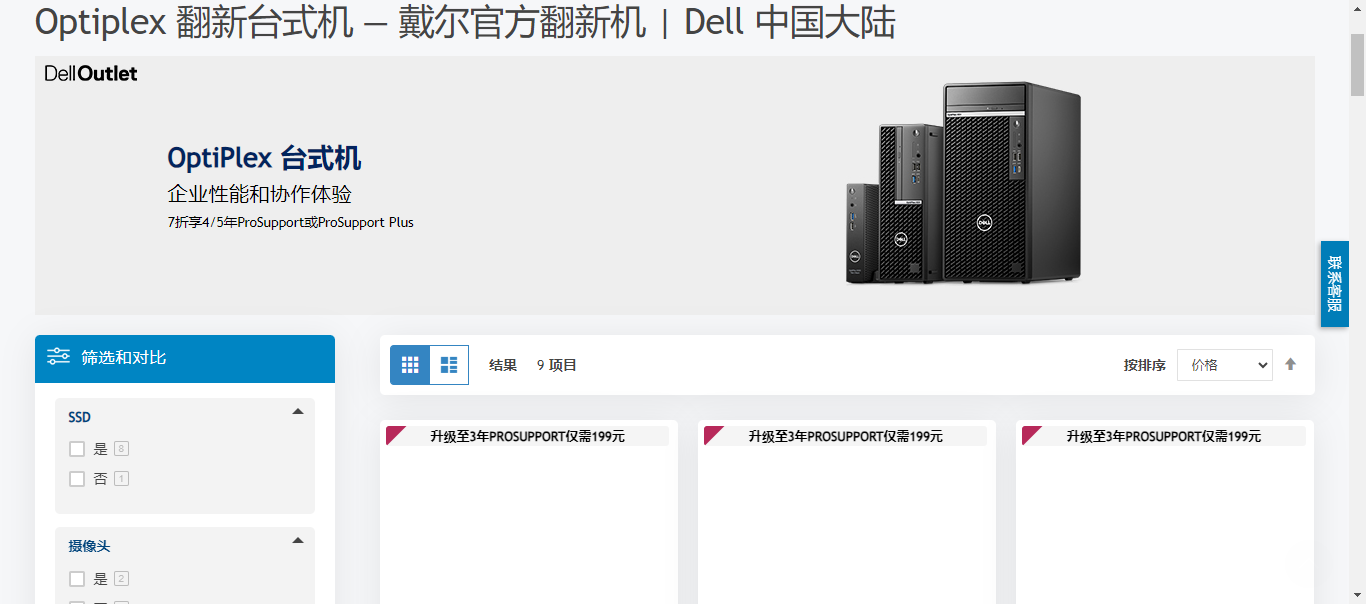 Optiplex 翻新台式机 — 戴尔官方翻新机 | Dell 中国大陆
DellOutlet
OptiPlex 台式机
企业性能和协作体验
7折享4/5年ProSupport或ProSupport Plus
联系客服
筛选和对比
SSD
是 8
否 1
摄像头
是 2
结果 9 项目
按排序 价格
升级至3年PROSUPPORT仅需199元
升级至3年PROSUPPORT仅需199元
升级至3年PROSUPPORT仅需199元